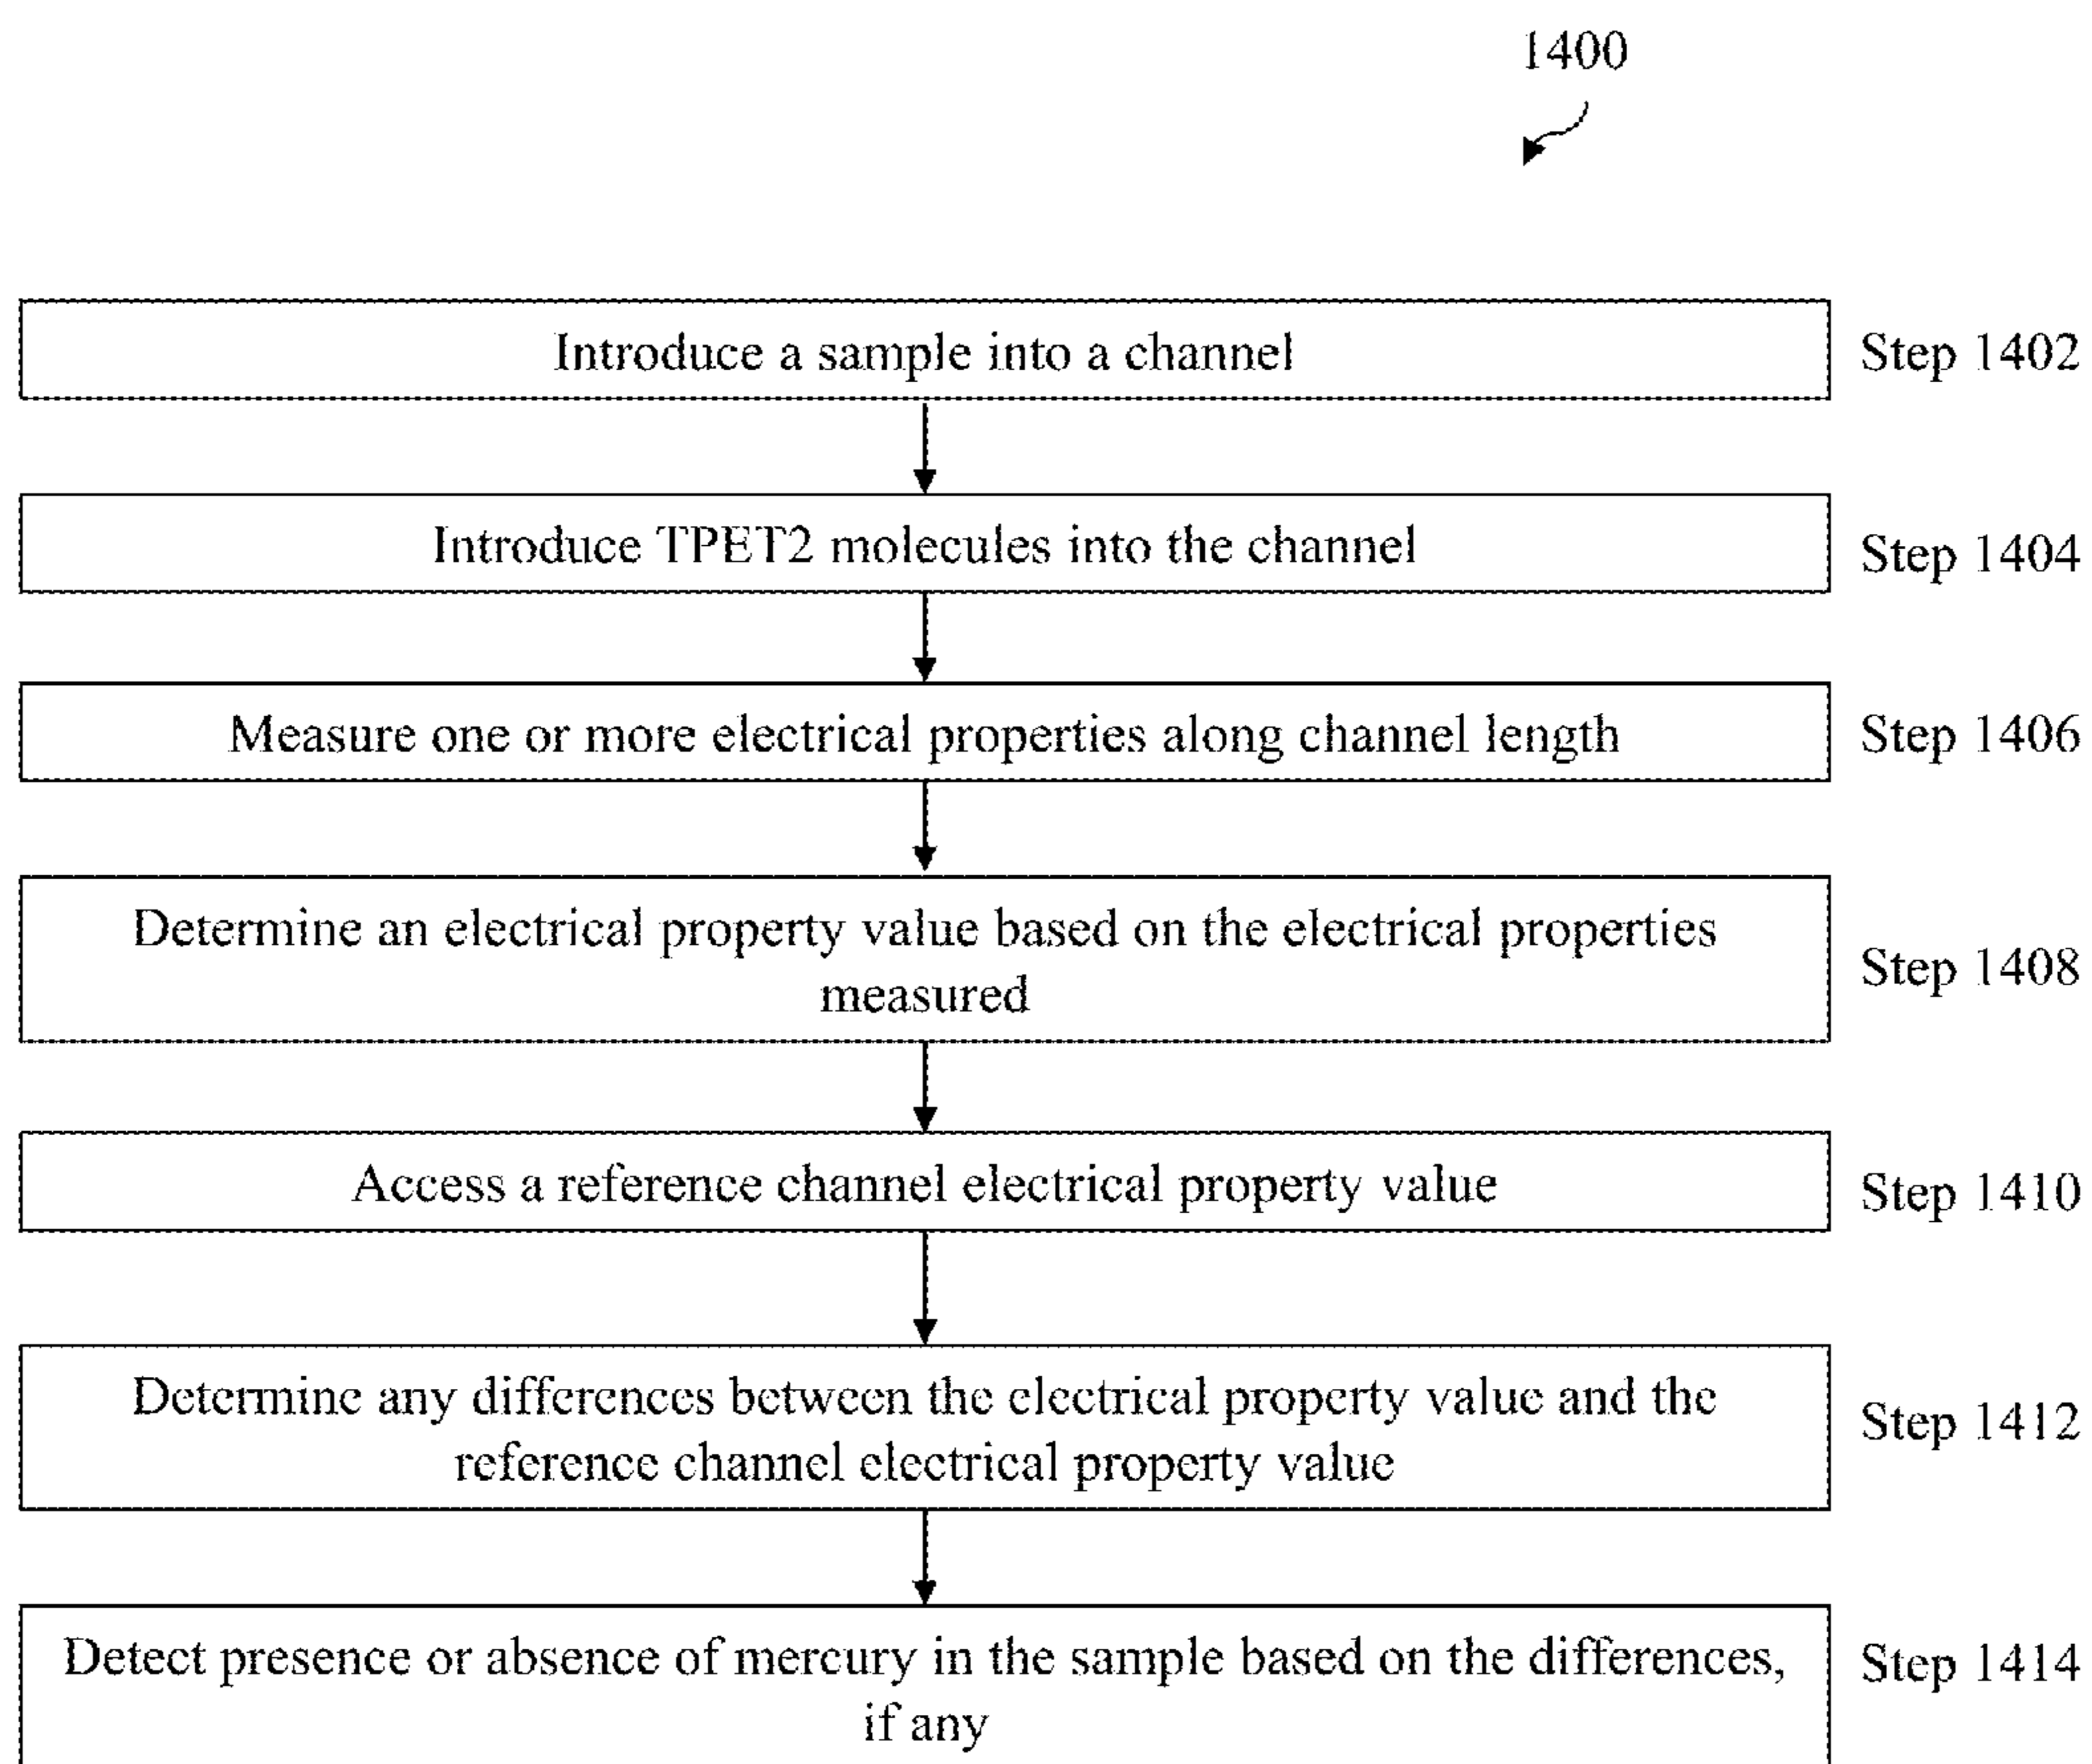 1400
Introduce a sample into a channel
Step 1402
Introduce TPET2 molecules into the channel
Step 1404
Measure one or more electrical properties along channel length
Step 1406
Determine an electrical property value based on the electrical properties
measured
Step 1408
Access a reference channel electrical property value
Step 1410
Determine any differences between the electrical property value and the
reference channel electrical property value
Step 1412
Detect presence or absence of mercury in the sample based on the differences,
if any
Step 1414